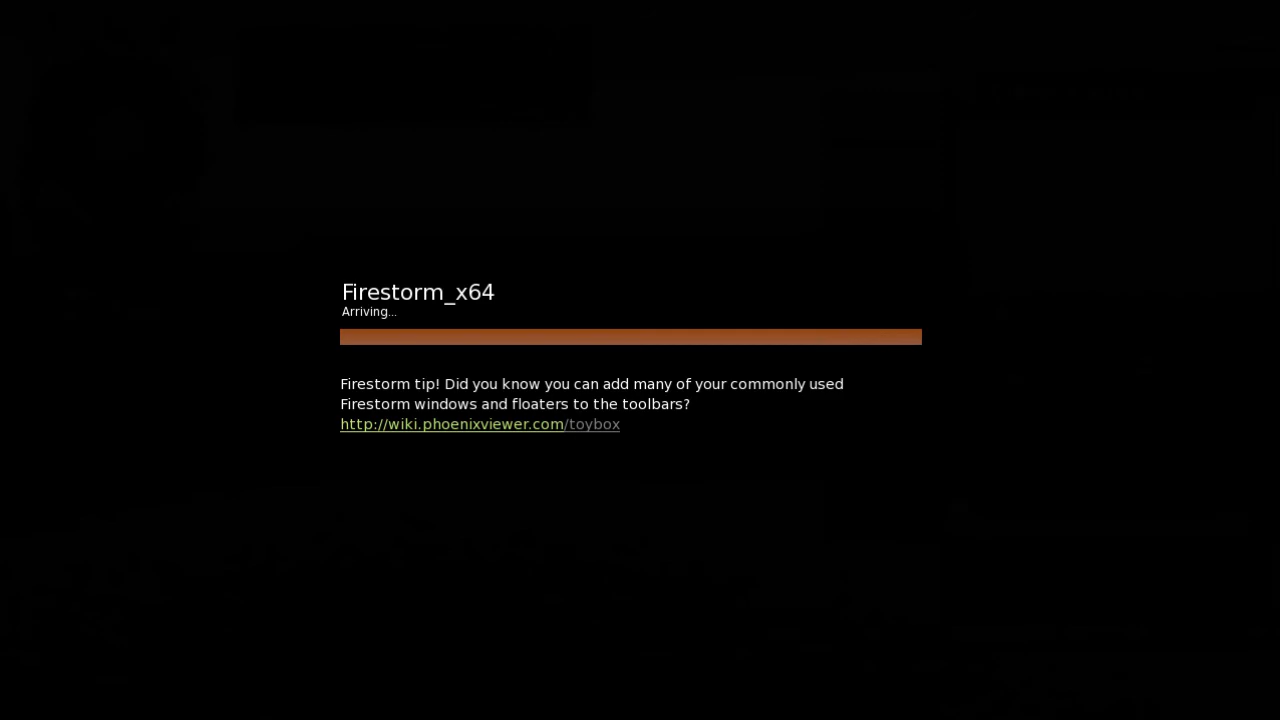 Firestorm_x64
Arriving...
Firestorm tip! Did you know you can add many of your commonly used
Firestorm windows and floaters to the toolbars?
http://wiki.phoenixviewer.com/toybox